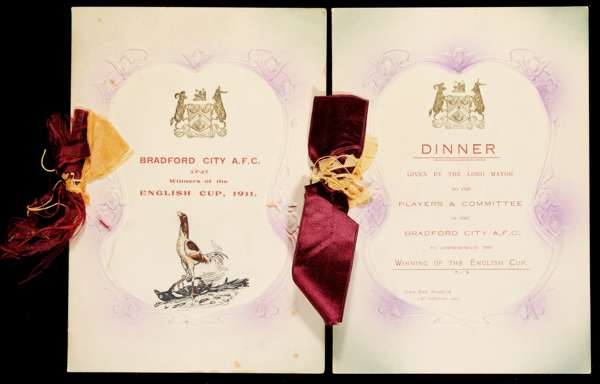 BRADFORD CITY A.F.C.
Winners of the
ENGLISH CUP, 1911.
DINNER
GIVEN BY THE LORD MAYOR
TO THE
PLAYERS & COMMITTEE
OF THE
BRADFORD CITY A.F.C.
TO COMMEMORATE THE
WINNING OF THE ENGLISH CUP.